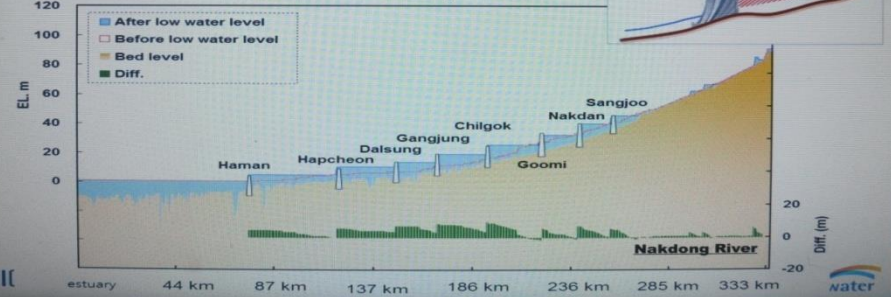 120
100
80
60
40
20
0
EL. m
After low water level
Before low water level
Bed level
Diff.
Haman
Hapcheon
Dalsung
Gangjung
Chilgok
Goomi
Nakdan
Sangjoo
20
0
-20
Diff. (m)
Nakdong River
estuary 44 km 87 km 137 km 186 km 236 km 285 km 333 km
water